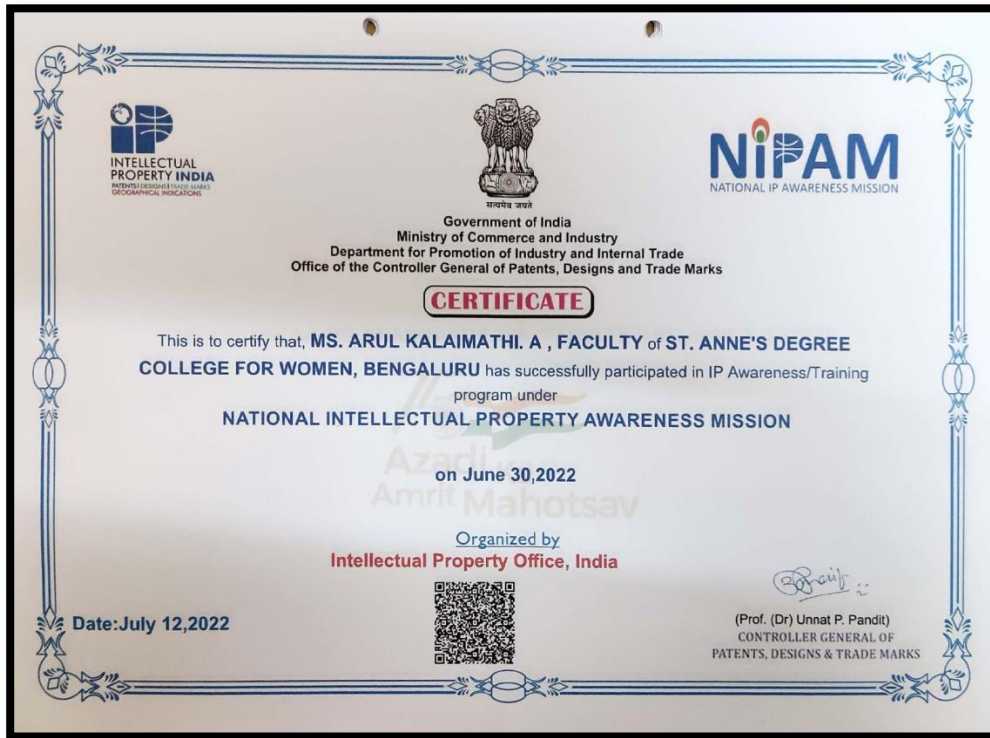 iP
INTELLECTUAL
PROPERTY INDIA
PATENTS | DESIGNS | TRADE MARKS
GEOGRAPHICAL INDICATIONS
सत्यमेव जयते
NiPAM
NATIONAL IP AWARENESS MISSION
Government of India
Ministry of Commerce and Industry
Department for Promotion of Industry and Internal Trade
Office of the Controller General of Patents, Designs and Trade Marks
CERTIFICATE
This is to certify that, MS. ARUL KALAIMATHI. A , FACULTY of ST. ANNE'S DEGREE
COLLEGE FOR WOMEN, BENGALURU has successfully participated in IP Awareness/Training
program under
NATIONAL INTELLECTUAL PROPERTY AWARENESS MISSION
Azadi Ka
on June 30,2022
Amrit Mahotsav
Organized by
Intellectual Property Office, India
Date:July 12,2022
(Prof. (Dr) Unnat P. Pandit)
CONTROLLER GENERAL OF
PATENTS, DESIGNS & TRADE MARKS